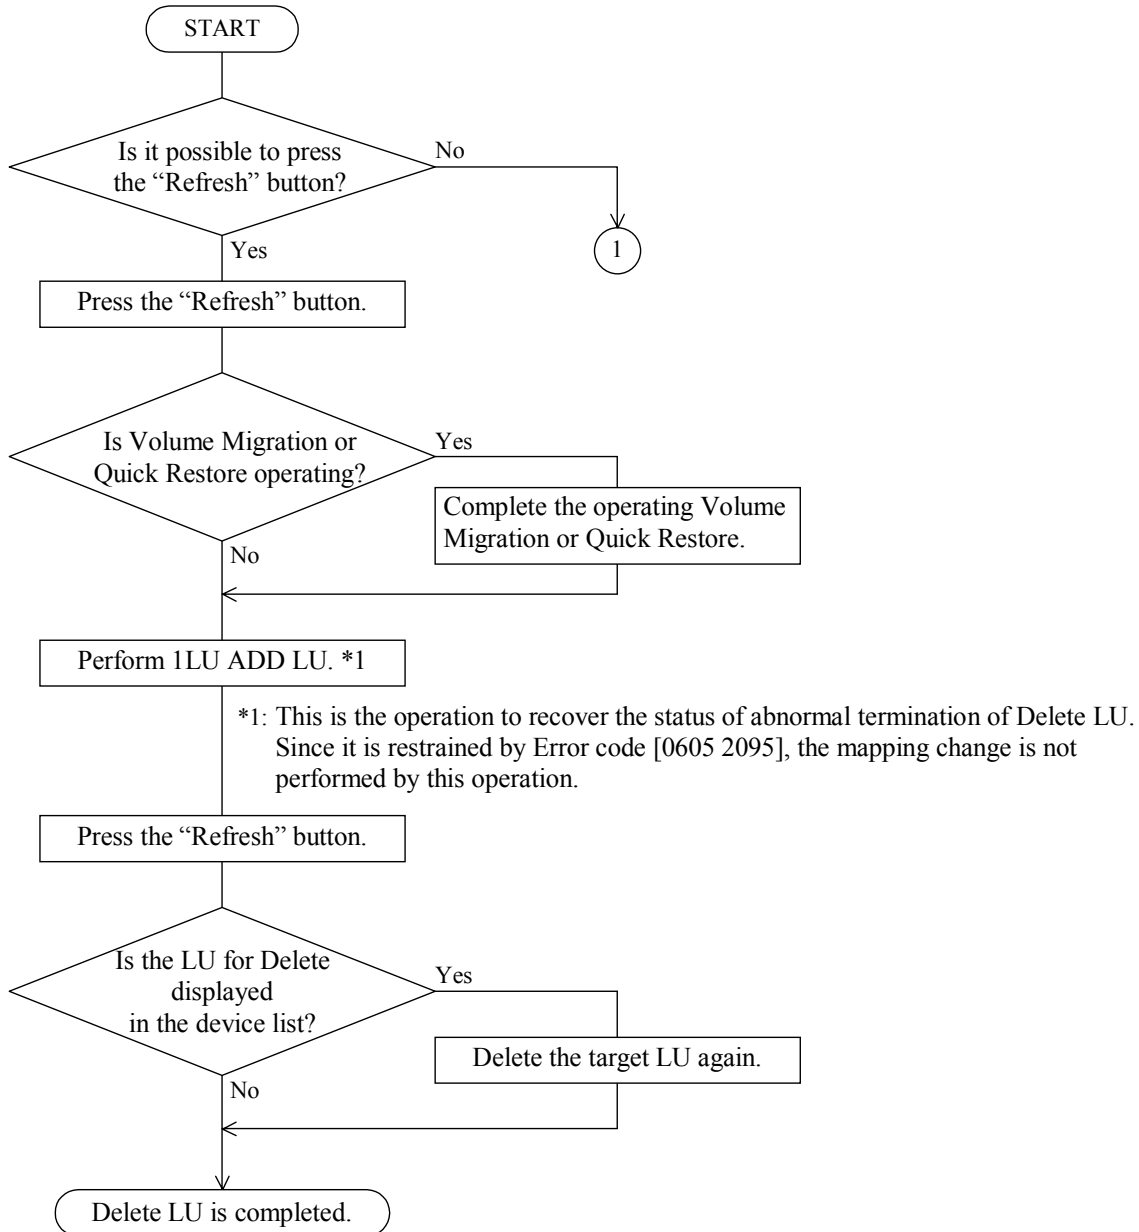 START
Is it possible to press
the “Refresh” button?
No
1
Yes
Press the “Refresh” button.
Is Volume Migration or
Quick Restore operating?
Yes
Complete the operating Volume
Migration or Quick Restore.
No
Perform 1LU ADD LU. *1
*1: This is the operation to recover the status of abnormal termination of Delete LU.
Since it is restrained by Error code [0605 2095], the mapping change is not
performed by this operation.
Press the “Refresh” button.
Is the LU for Delete
displayed
in the device list?
Yes
Delete the target LU again.
No
Delete LU is completed.